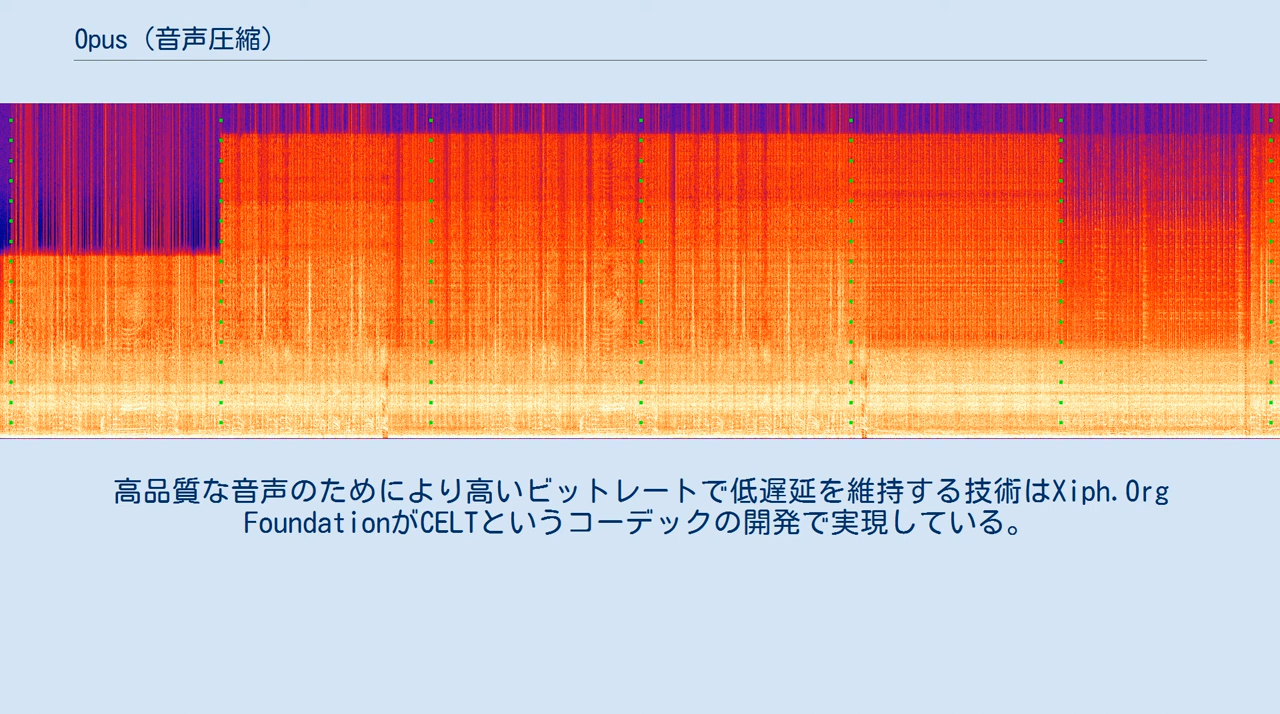 Opus（音声圧縮）
高品質な音声のためにより高いビットレートで低遅延を維持する技術はXiph.Org
FoundationがCELTというコーデックの開発で実現している。